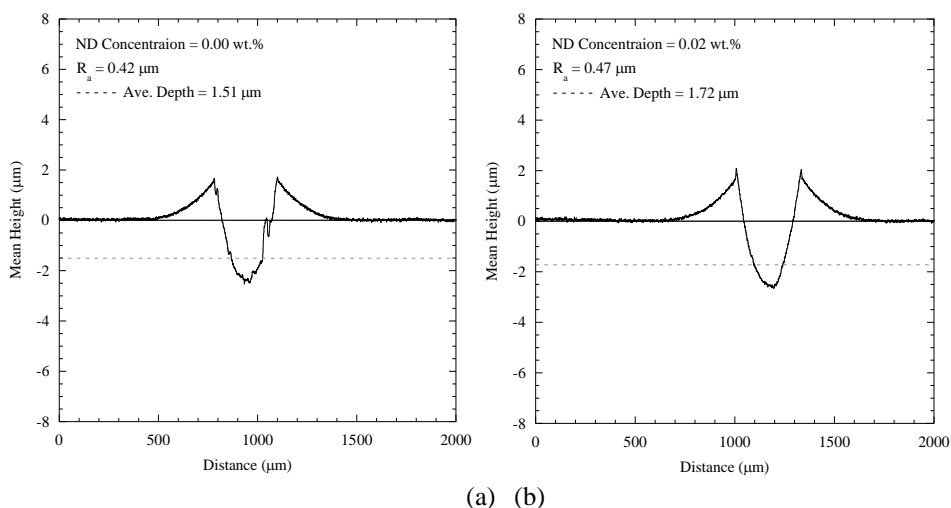 ND Concentraion = 0.00 wt.%
Ra = 0.42 μm
Ave. Depth = 1.51 μm
Mean Height (μm)
8
6
4
2
0
-2
-4
-6
-8
0 500 1000 1500 2000
Distance (μm)
ND Concentraion = 0.02 wt.%
Ra = 0.47 μm
Ave. Depth = 1.72 μm
Mean Height (μm)
8
6
4
2
0
-2
-4
-6
-8
0 500 1000 1500 2000
Distance (μm)
(a) (b)